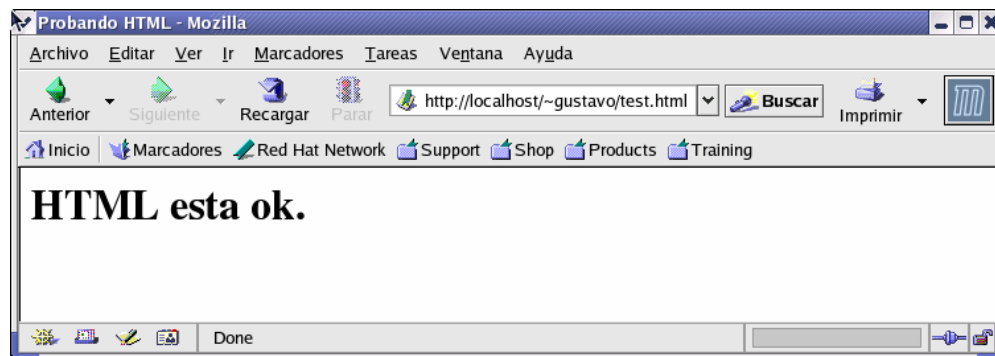 Probando HTML - Mozilla
Archivo Editar Ver Ir Marcadores Tareas Ventana Ayuda
Anterior Siguiente Recargar Parar http://localhost/~gustavo/test.html Buscar Imprimir
Inicio Marcadores Red Hat Network Support Shop Products Training
HTML esta ok.
Done